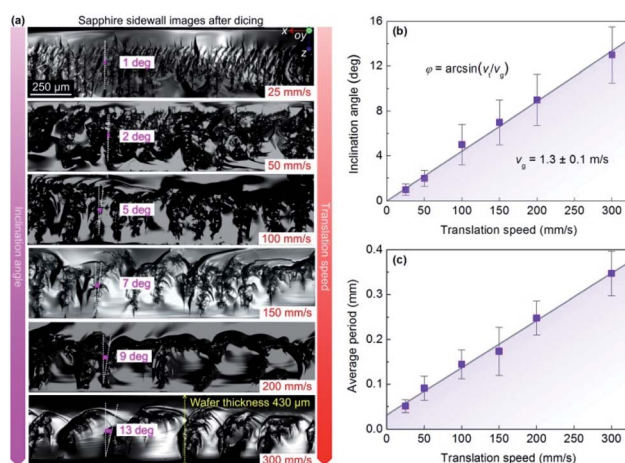 (a)
Sapphire sidewall images after dicing
x
oy
z
1 deg
250 μm
25 mm/s
2 deg
50 mm/s
5 deg
100 mm/s
7 deg
150 mm/s
9 deg
200 mm/s
Wafer thickness 430 μm
13 deg
300 mm/s
Inclination angle
Translation speed
(b)
φ = arcsin(vt/vg)
vg = 1.3 ± 0.1 m/s
Inclination angle (deg)
16
12
8
4
0
0 50 100 150 200 250 300
Translation speed (mm/s)
(c)
Average period (mm)
0.4
0.3
0.2
0.1
0.0
0 50 100 150 200 250 300
Translation speed (mm/s)